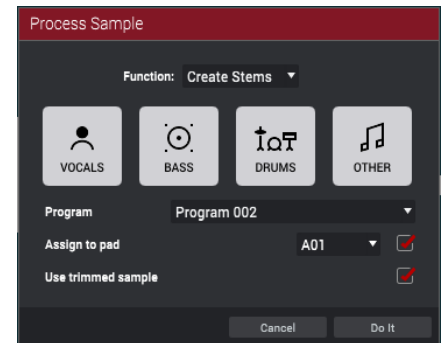 Process Sample
Function: Create Stems
VOCALS BASS DRUMS OTHER
Program Program 002
Assign to pad A01
Use trimmed sample
Cancel Do It